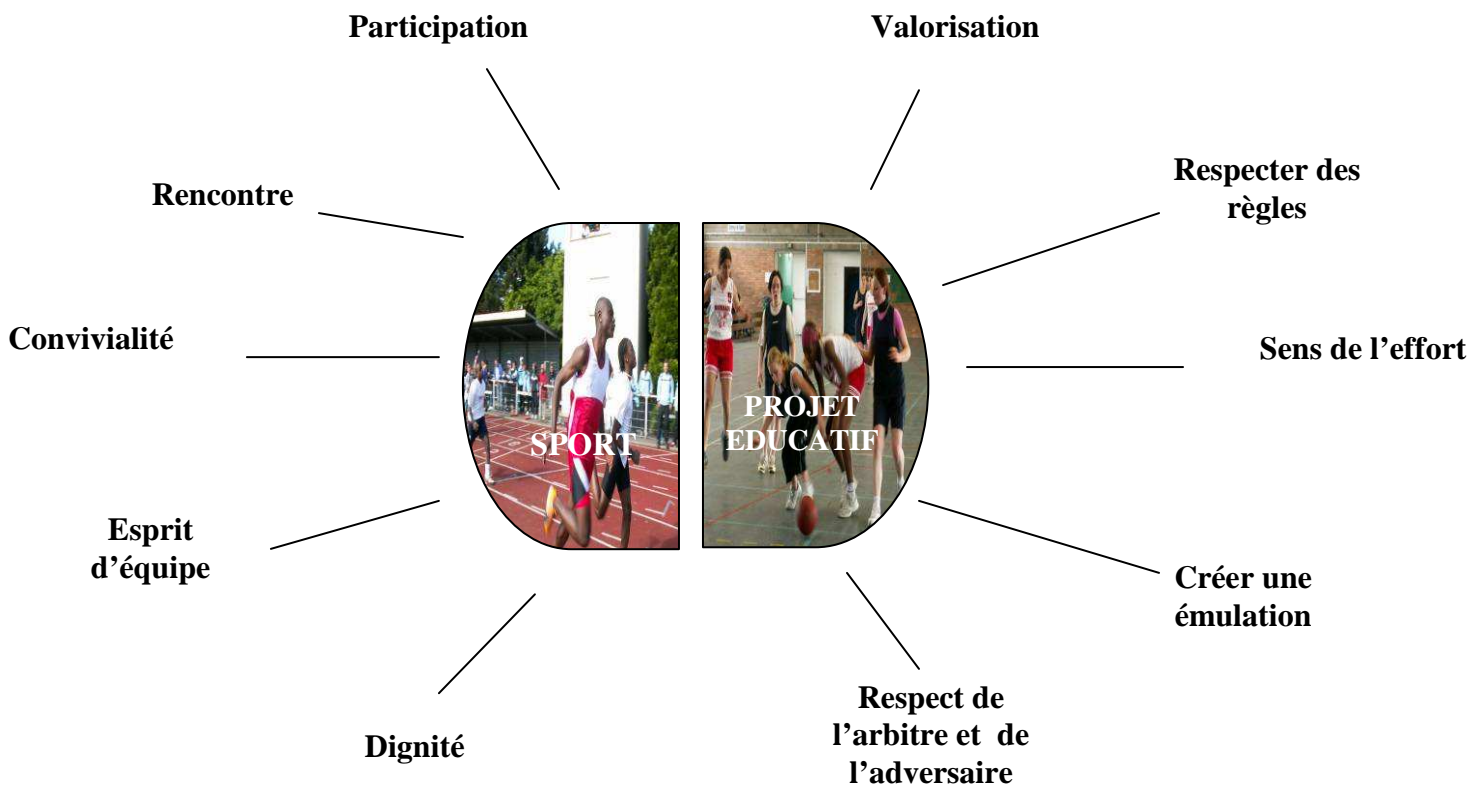 Participation
Valorisation
Rencontre
Respecter des
règles
Convivialité
Sens de l’effort
SPORT
PROJET
EDUCATIF
Esprit
d’équipe
Créer une
émulation
Dignité
Respect de
l’arbitre et de
l’adversaire